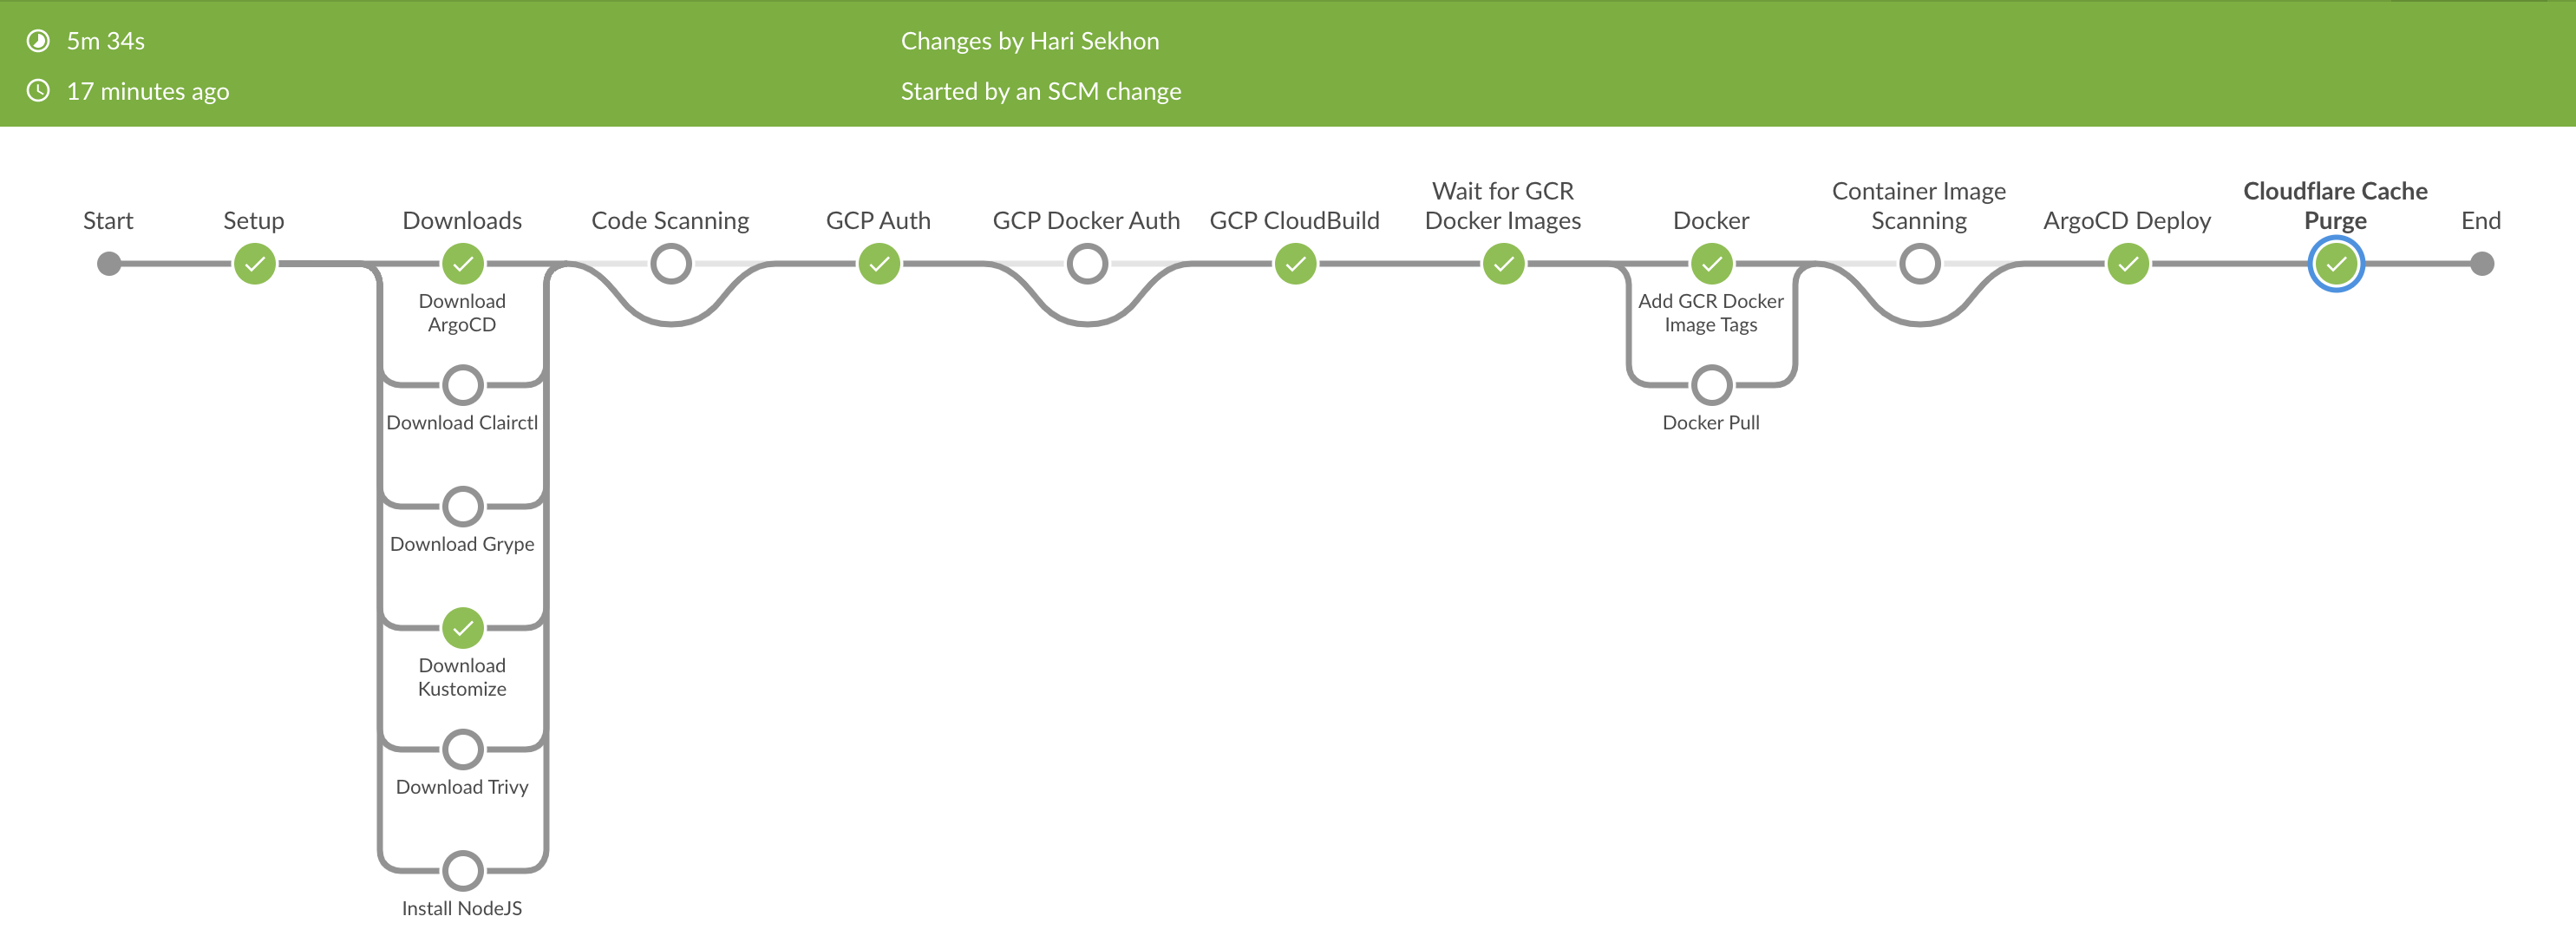 5m 34s
Changes by Hari Sekhon
17 minutes ago
Started by an SCM change
Start
Setup
Downloads
Code Scanning
GCP Auth
GCP Docker Auth
GCP CloudBuild
Wait for GCR
Docker Images
Docker
Container Image
Scanning
ArgoCD Deploy
Cloudflare Cache
Purge
End
Download
ArgoCD
Download Clairctl
Download Grype
Download
Kustomize
Download Trivy
Install NodeJS
Add GCR Docker
Image Tags
Docker Pull